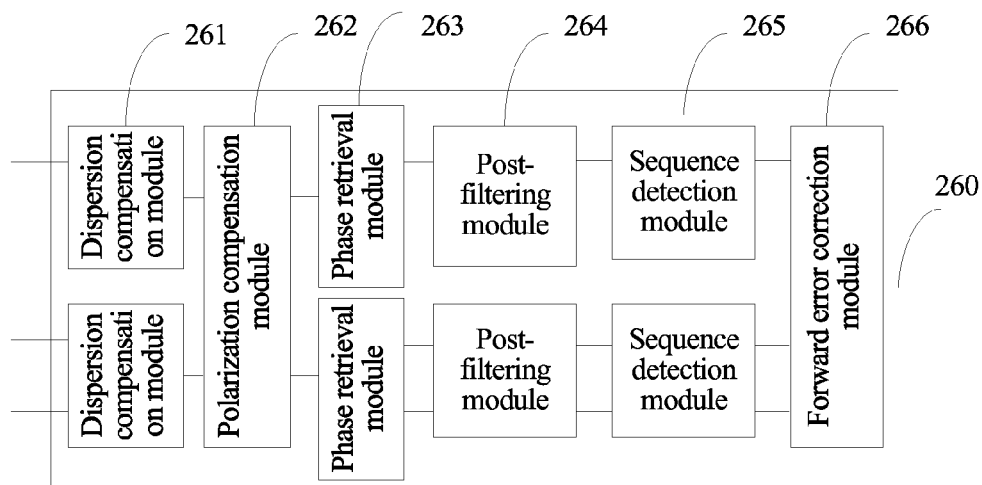 261
262
263
264
265
266
Dispersion
compensati
on module
Polarization compensation
module
Phase retrieval
module
Post-
filtering
module
Sequence
detection
module
Forward error correction
module
260
Dispersion
compensati
on module
Phase retrieval
module
Post-
filtering
module
Sequence
detection
module